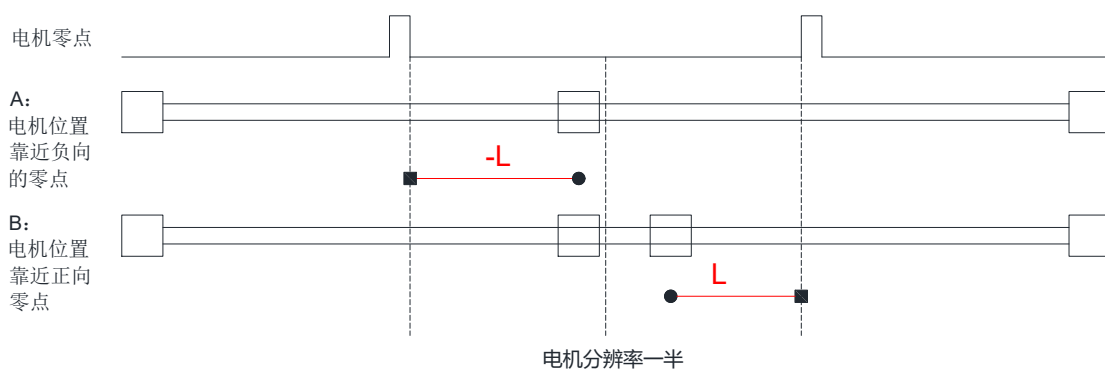 电机零点
A：
电机位置
靠近负向
的零点
-L
B：
电机位置
靠近正向
零点
L
电机分辨率一半